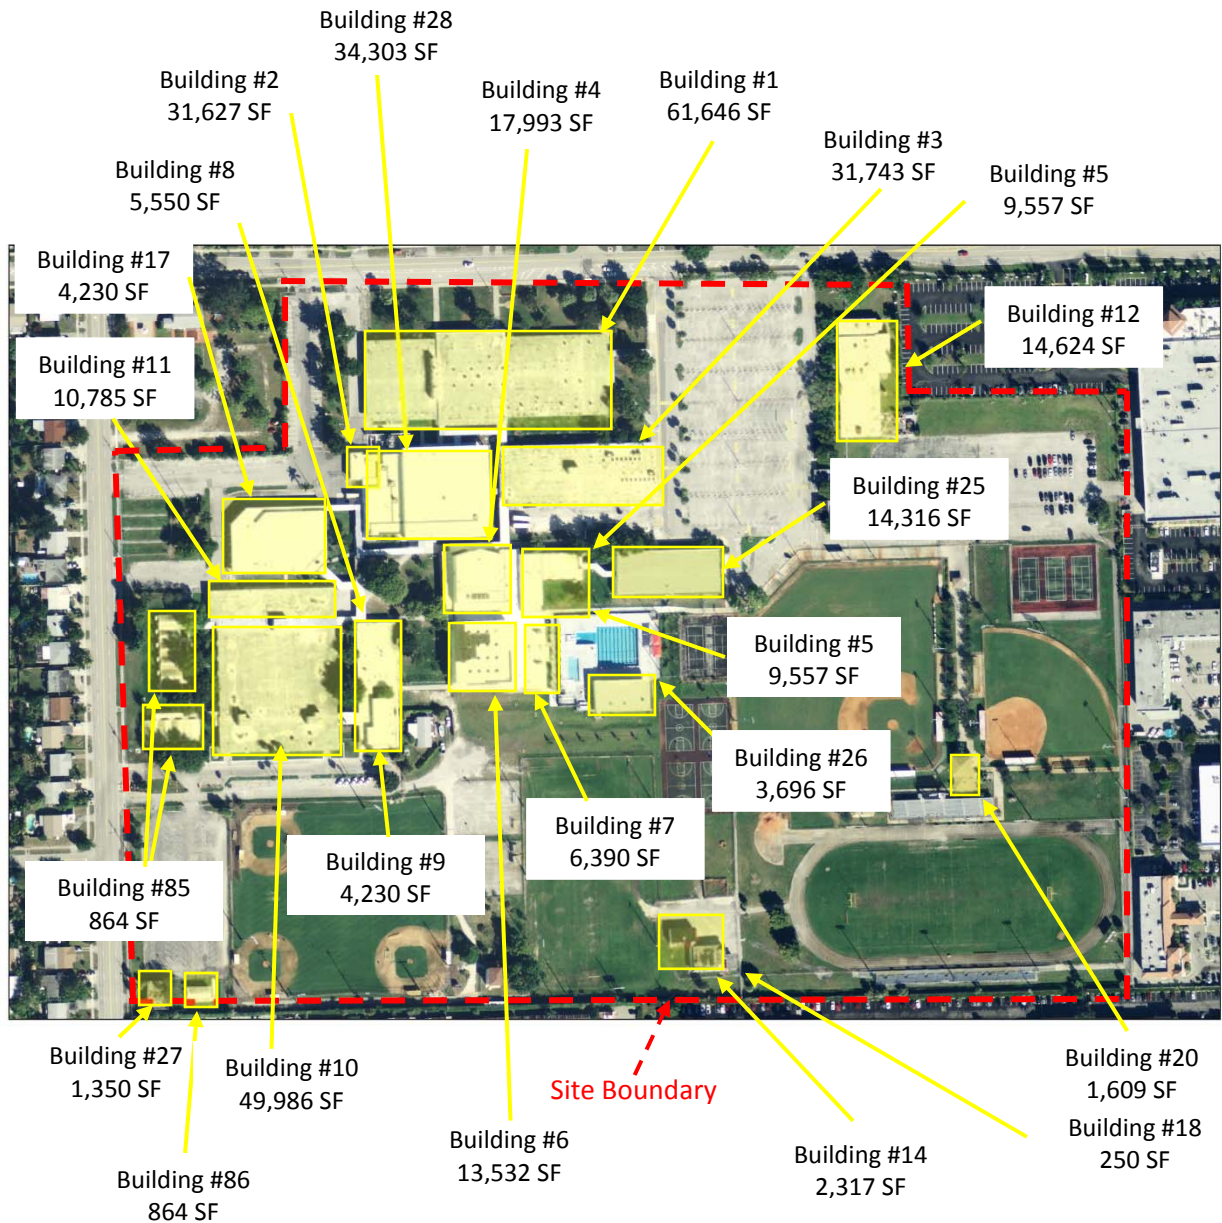 Building #28
34,303 SF
Building #2
31,627 SF
Building #4
17,993 SF
Building #1
61,646 SF
Building #3
31,743 SF
Building #8
5,550 SF
Building #5
9,557 SF
Building #17
4,230 SF
Building #12
14,624 SF
Building #11
10,785 SF
Building #25
14,316 SF
Building #5
9,557 SF
Building #26
3,696 SF
Building #7
6,390 SF
Building #9
4,230 SF
Building #85
864 SF
Building #27
1,350 SF
Building #10
49,986 SF
Site Boundary
Building #20
1,609 SF
Building #6
13,532 SF
Building #18
250 SF
Building #14
2,317 SF
Building #86
864 SF